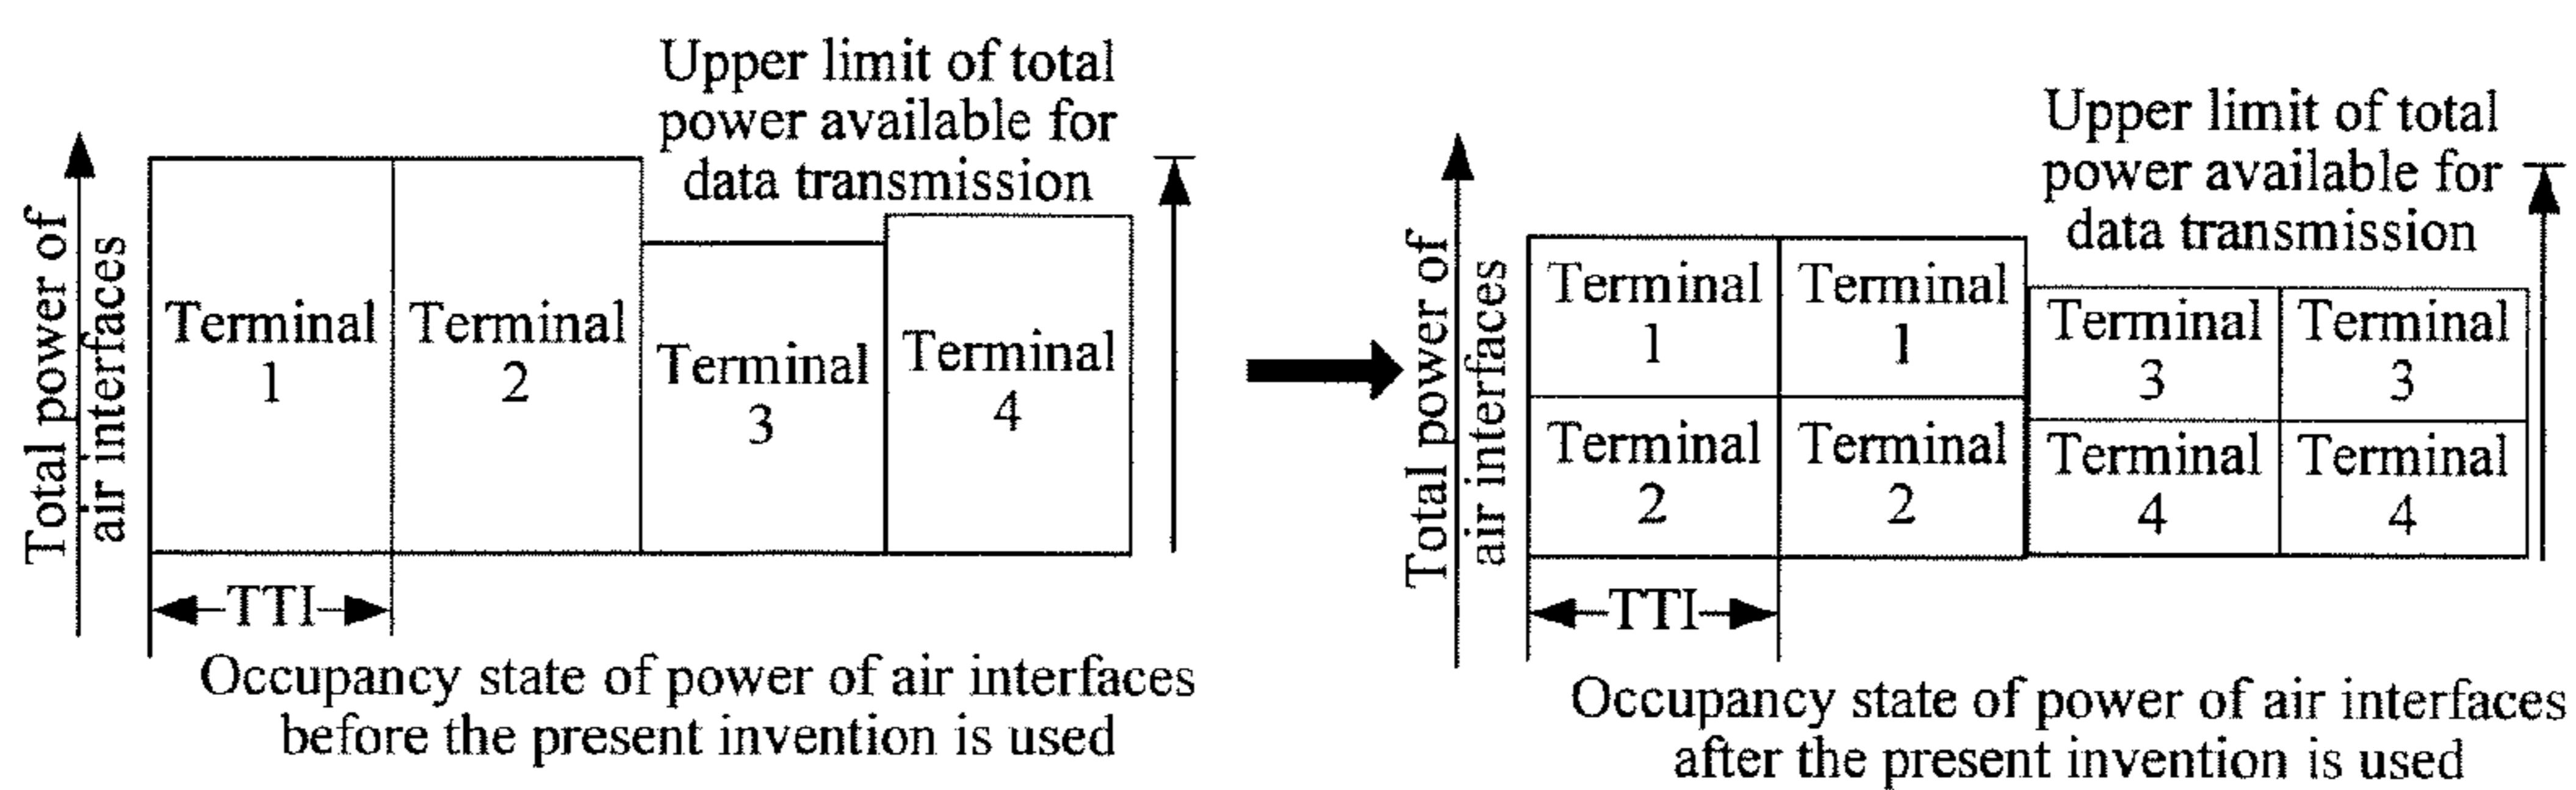 Upper limit of total
power available for
data transmission
Total power of
air interfaces
Terminal
1
Terminal
2
Terminal
3
Terminal
4
TTI
Occupancy state of power of air interfaces
before the present invention is used
Upper limit of total
power available for
data transmission
Total power of
air interfaces
Terminal
1
Terminal
1
Terminal
2
Terminal
2
Terminal
3
Terminal
3
Terminal
4
Terminal
4
TTI
Occupancy state of power of air interfaces
after the present invention is used